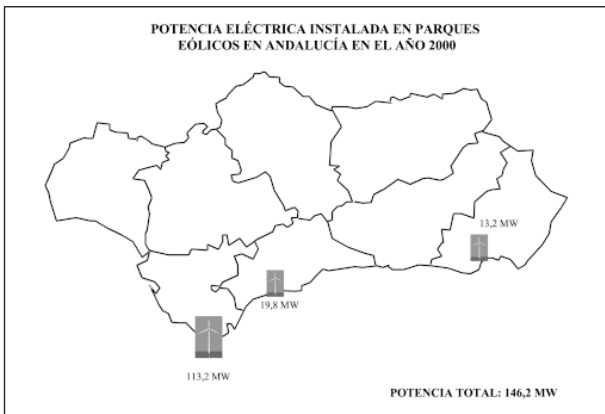 POTENCIA ELÉCTRICA INSTALADA EN PARQUES
EÓLICOS EN ANDALUCÍA EN EL AÑO 2000
13,2 MW
19,8 MW
113,2 MW
POTENCIA TOTAL: 146,2 MW